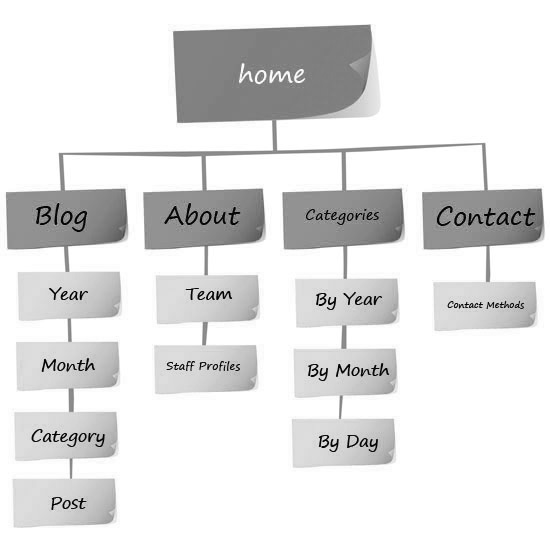 home
Blog
About
Categories
Contact
Year
Team
By Year
Contact Methods
Month
Staff Profiles
By Month
Category
By Day
Post